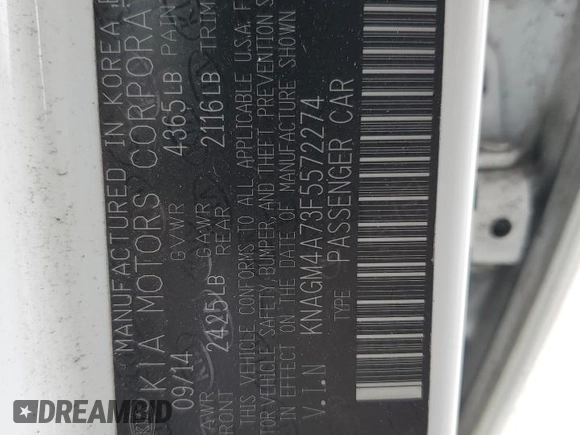 MANUFACTURED IN KOREA
KIA MOTORS CORPORA
09/14 GVWR 4365LB PAIN
GAWR FRONT 2425LB GAWR REAR 2116LB TRIM
THIS VEHICLE CONFORMS TO ALL APPLICABLE U.S.A. F
VEHICLE SAFETY, BUMPER, AND THEFT PREVENTION S
IN EFFECT ON THE DATE OF MANUFACTURE SHOWN
V.I.N KNAGM4A73F5572274
TYPE PASSENGER CAR
DREAMBID